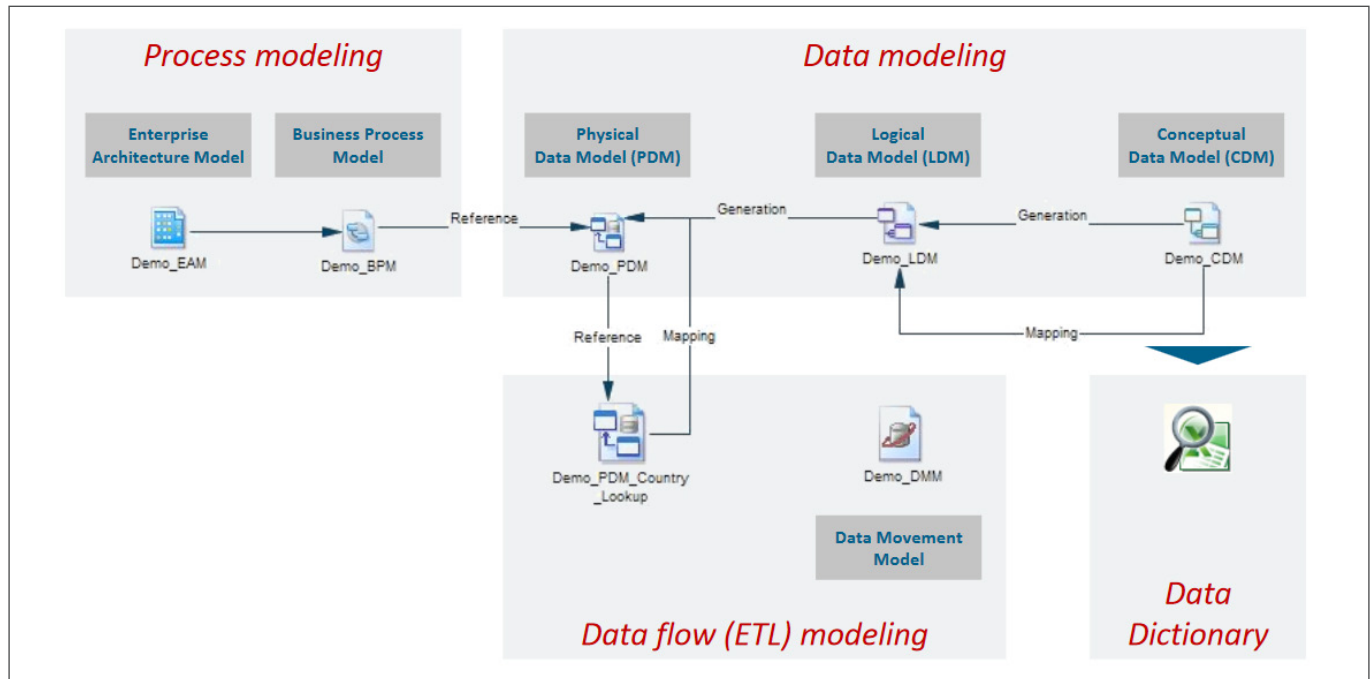 Process modeling
Data modeling
Enterprise
Architecture Model
Business Process
Model
Physical
Data Model (PDM)
Logical
Data Model (LDM)
Conceptual
Data Model (CDM)
Reference
Generation
Generation
Demo_EAM
Demo_BPM
Demo_PDM
Demo_LDM
Demo_CDM
Reference
Mapping
Mapping
Demo_PDM_Country
_Lookup
Demo_DMM
Data Movement
Model
Data flow (ETL) modeling
Data
Dictionary